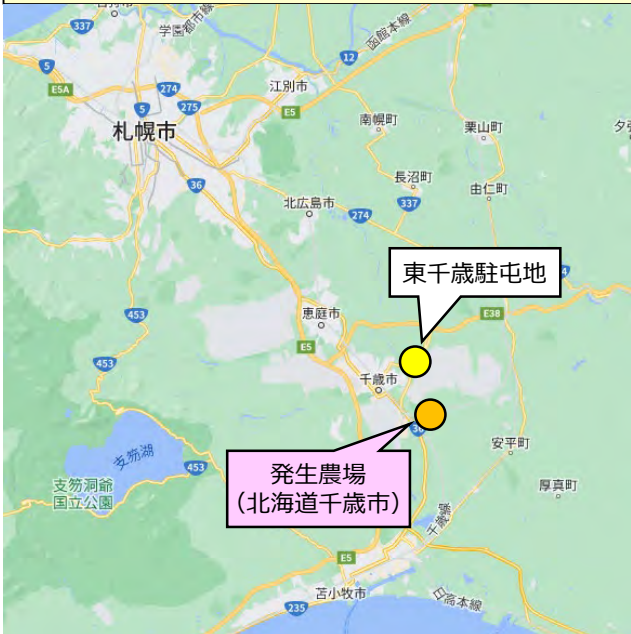 337
学園都市線
函館本線
12
5
E5A
274
275
江別市
E5
5
札幌市
南幌町
栗山町
夕張
36
長沼町
由仁町
北広島市
337
274
東千歳駐屯地
453
恵庭市
E38
E5
453
千歳市
36
発生農場
(北海道千歳市)
安平町
支笏湖
453
支笏洞爺
国立公園
厚真町
千歳線
E5
苫小牧市
235
日高本線